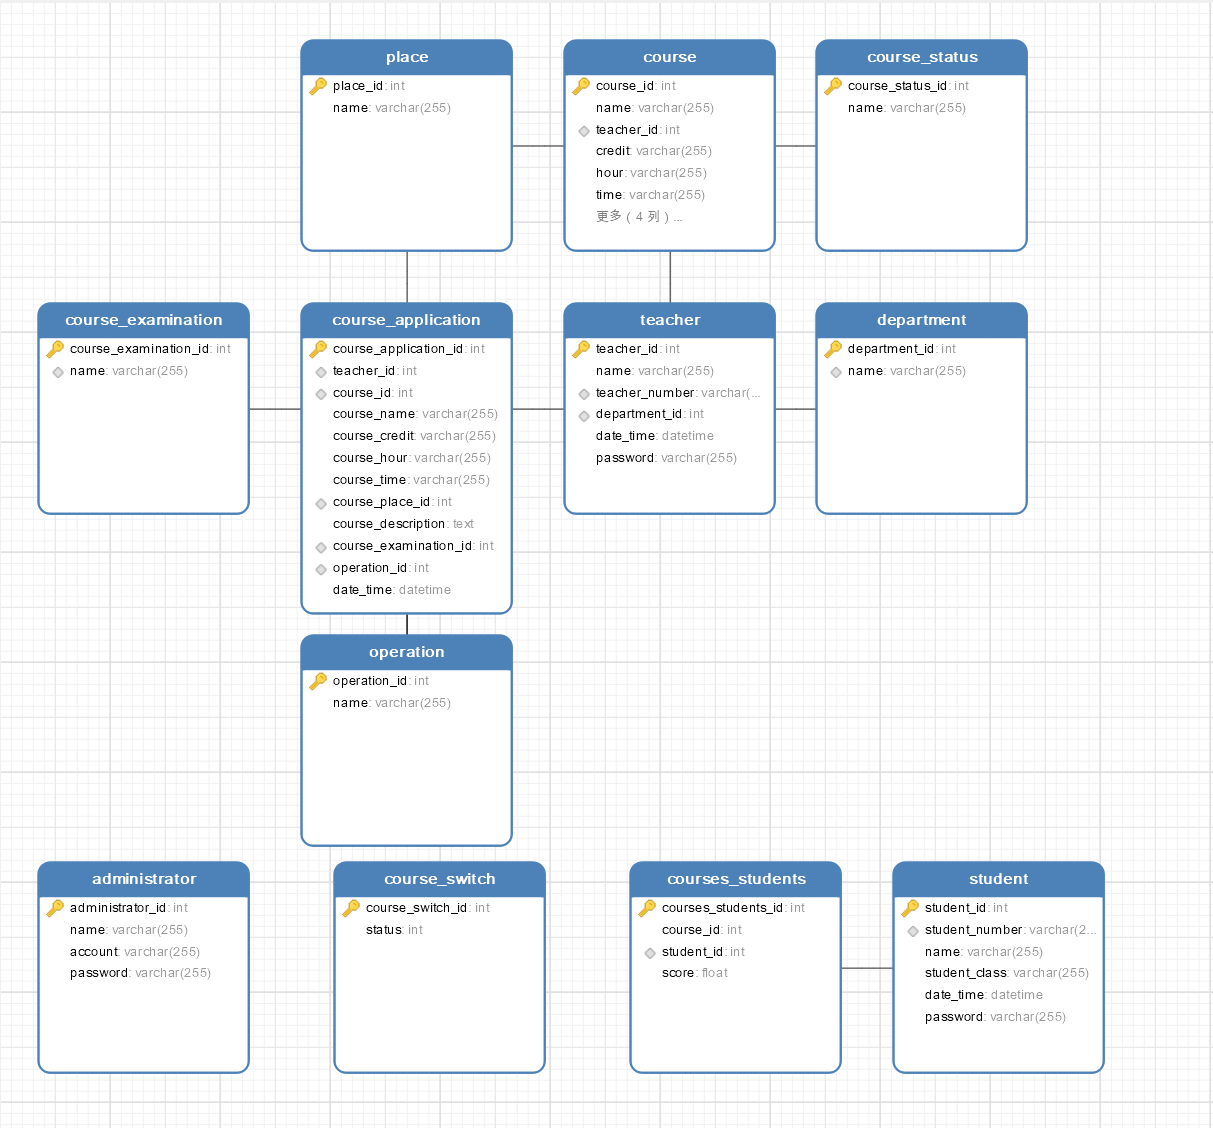 place
place_id: int
name: varchar(255)
course
course_id: int
name: varchar(255)
teacher_id: int
credit: varchar(255)
hour: varchar(255)
time: varchar(255)
更多 ( 4 列 ) ...
course_status
course_status_id: int
name: varchar(255)
course_examination
course_examination_id: int
name: varchar(255)
course_application
course_application_id: int
teacher_id: int
course_id: int
course_name: varchar(255)
course_credit: varchar(255)
course_hour: varchar(255)
course_time: varchar(255)
course_place_id: int
course_description: text
course_examination_id: int
operation_id: int
date_time: datetime
teacher
teacher_id: int
name: varchar(255)
teacher_number: varchar(...
department_id: int
date_time: datetime
password: varchar(255)
department
department_id: int
name: varchar(255)
operation
operation_id: int
name: varchar(255)
administrator
administrator_id: int
name: varchar(255)
account: varchar(255)
password: varchar(255)
course_switch
course_switch_id: int
status: int
courses_students
courses_students_id: int
course_id: int
student_id: int
score: float
student
student_id: int
student_number: varchar(2...
name: varchar(255)
student_class: varchar(255)
date_time: datetime
password: varchar(255)